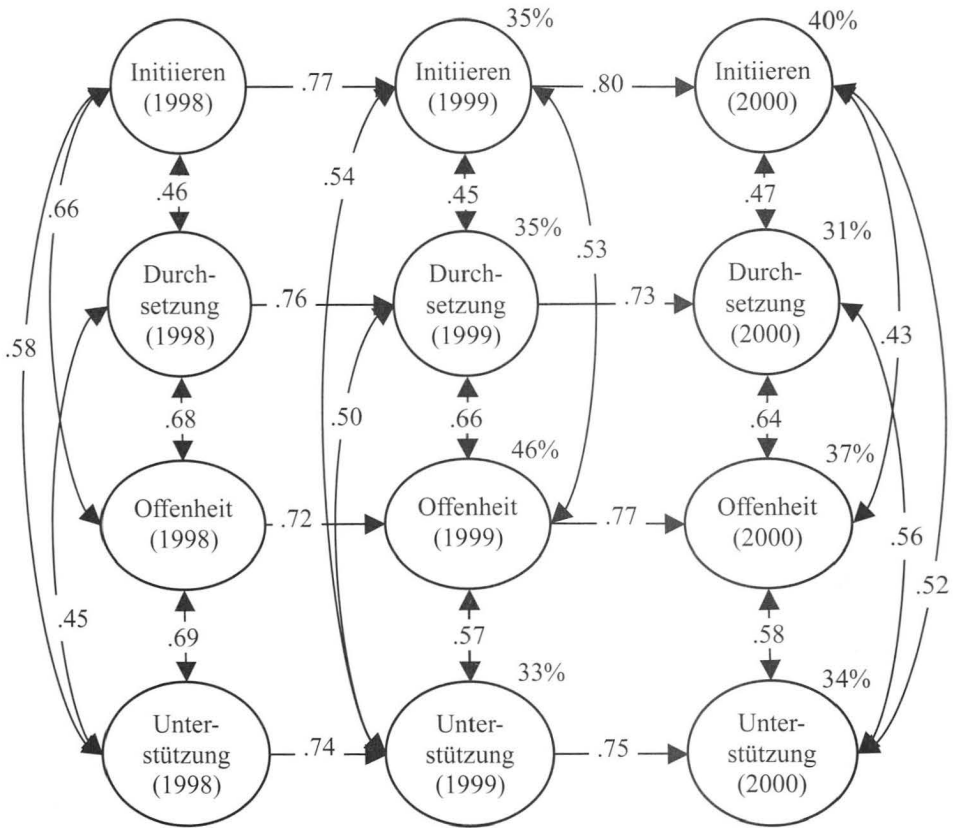 35%
40%
Initiieren
(1998)
.77
Initiieren
(1999)
.80
Initiieren
(2000)
.66
.46
.54
.45
.53
.47
35%
31%
Durch-
setzung
(1998)
.76
Durch-
setzung
(1999)
.73
Durch-
setzung
(2000)
.58
.43
.68
.50
.66
.64
46%
37%
Offenheit
(1998)
.72
Offenheit
(1999)
.77
Offenheit
(2000)
.56
.52
.45
.69
.57
.58
33%
34%
Unter-
stützung
(1998)
.74
Unter-
stützung
(1999)
.75
Unter-
stützung
(2000)